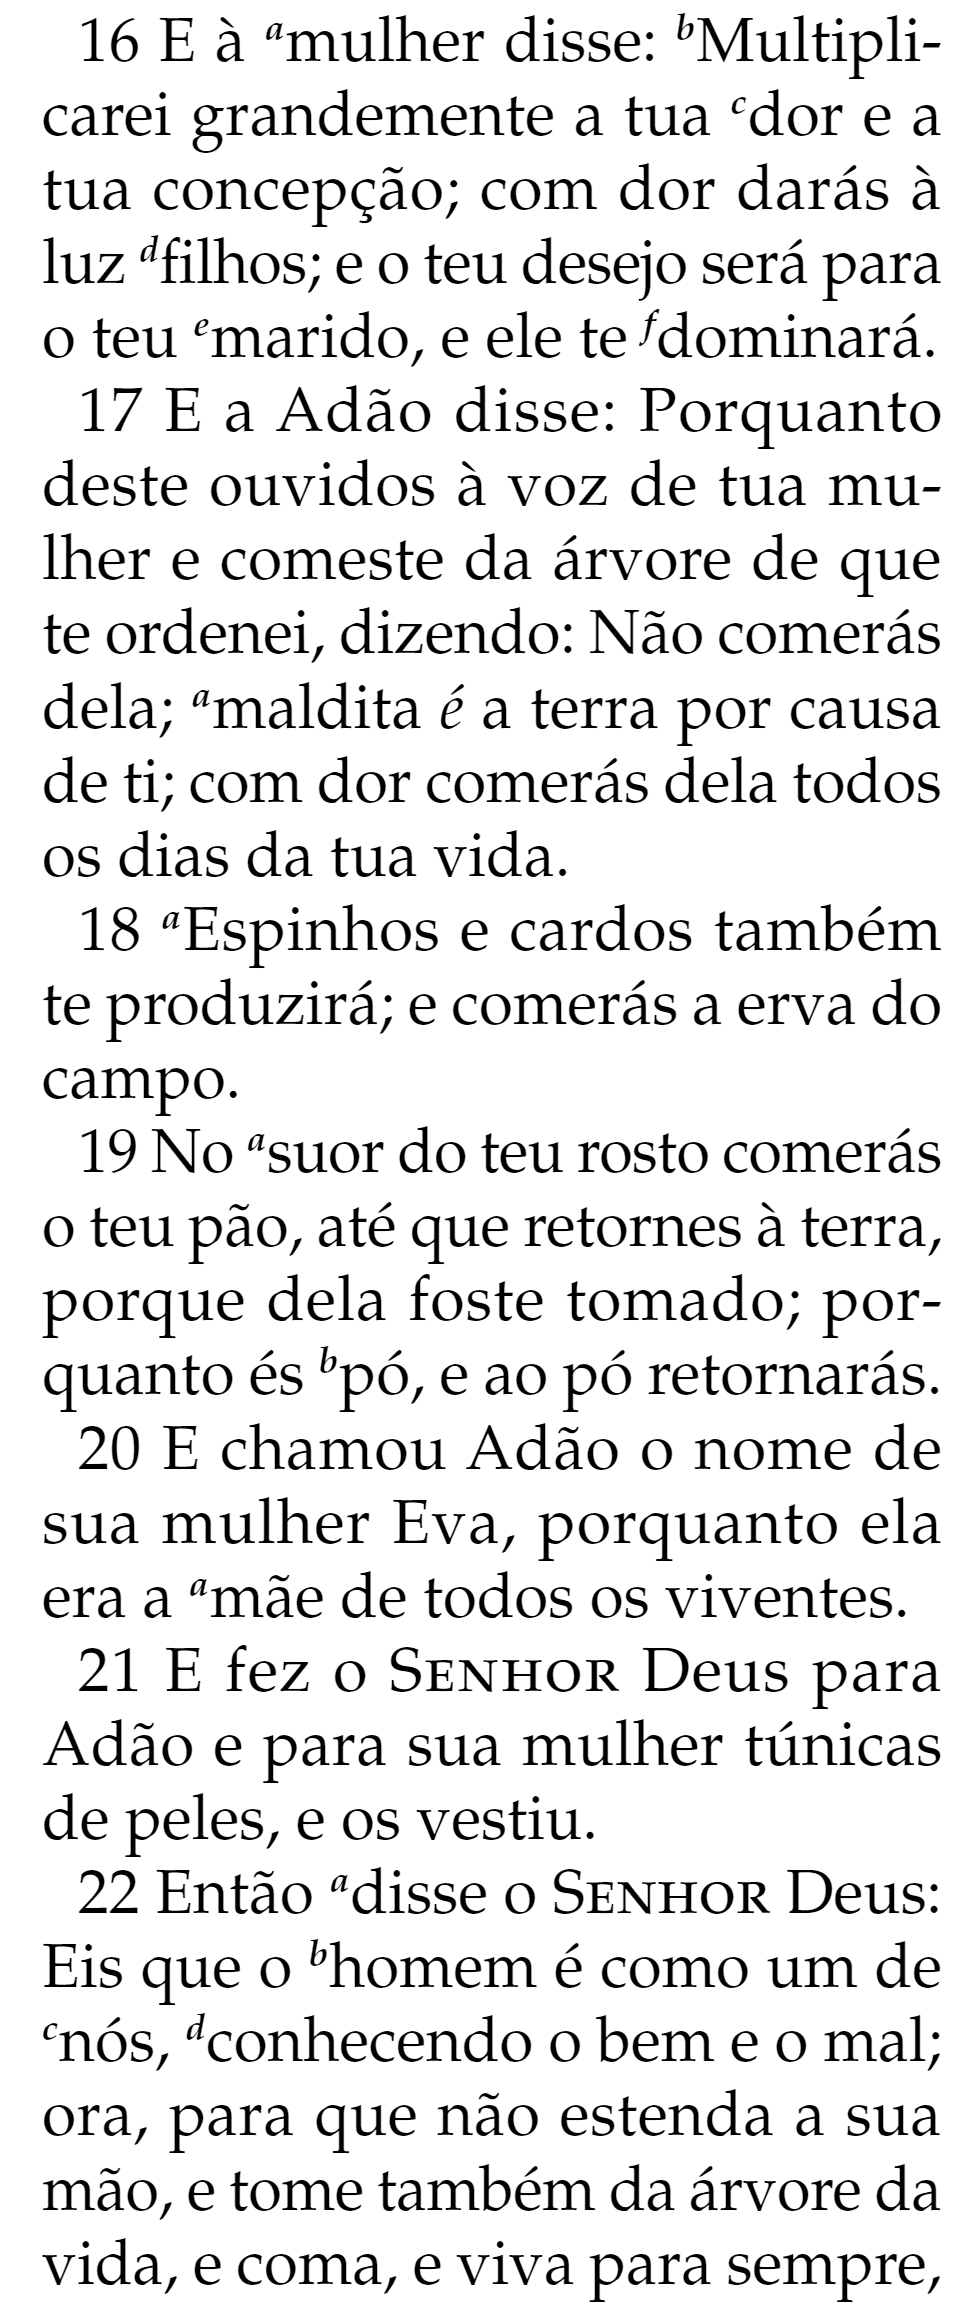 16 E à ᵃmulher disse: ᵇMultipli-
carei grandemente a tua ᶜdor e a
tua concepção; com dor darás à
luz ᵈfilhos; e o teu desejo será para
o teu ᵉmarido, e ele te ᶠdominará.
17 E a Adão disse: Porquanto
deste ouvidos à voz de tua mu-
lher e comeste da árvore de que
te ordenei, dizendo: Não comerás
dela; ᵃmaldita é a terra por causa
de ti; com dor comerás dela todos
os dias da tua vida.
18 ᵃEspinhos e cardos também
te produzirá; e comerás a erva do
campo.
19 No ᵃsuor do teu rosto comerás
o teu pão, até que retornes à terra,
porque dela foste tomado; por-
quanto és ᵇpó, e ao pó retornarás.
20 E chamou Adão o nome de
sua mulher Eva, porquanto ela
era a ᵃmãe de todos os viventes.
21 E fez o SENHOR Deus para
Adão e para sua mulher túnicas
de peles, e os vestiu.
22 Então ᵃdisse o SENHOR Deus:
Eis que o ᵇhomem é como um de
ᶜnós, ᵈconhecendo o bem e o mal;
ora, para que não estenda a sua
mão, e tome também da árvore da
vida, e coma, e viva para sempre,